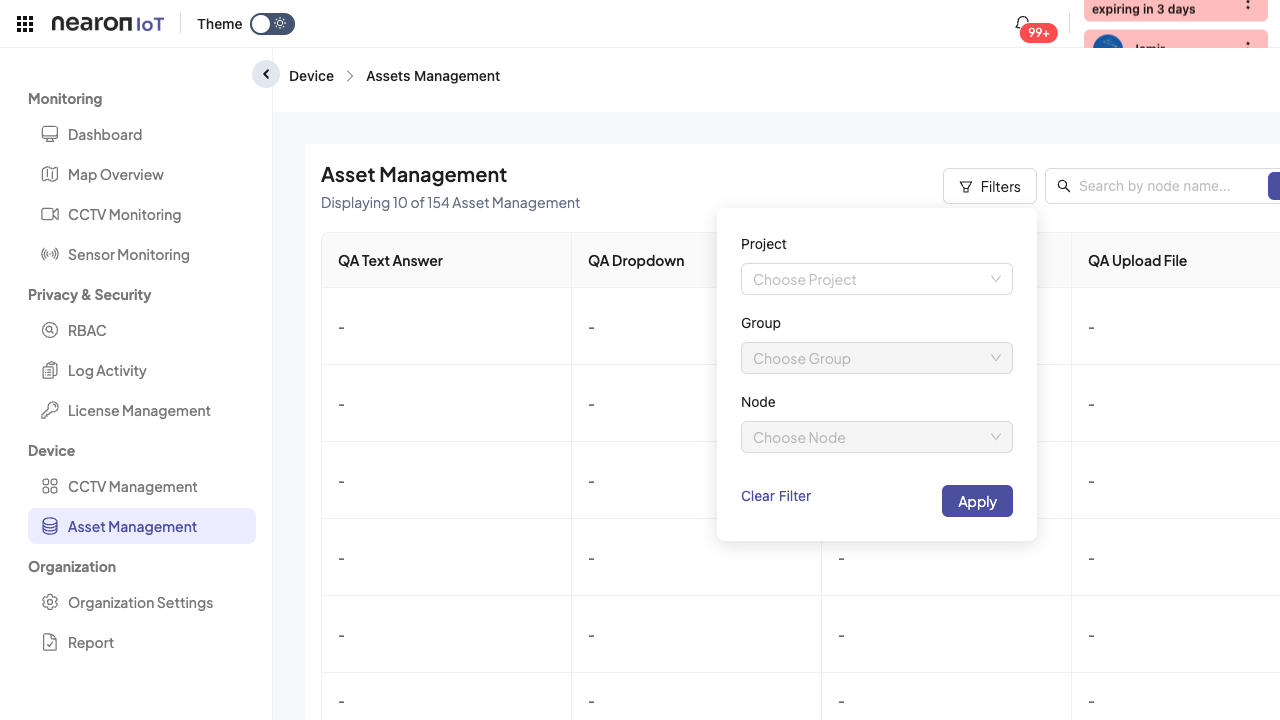 nearon IoT
Theme
99+
expiring in 3 days
Device
Assets Management
Monitoring
Dashboard
Map Overview
CCTV Monitoring
Sensor Monitoring
Privacy & Security
RBAC
Log Activity
License Management
Device
CCTV Management
Asset Management
Organization
Organization Settings
Report
Asset Management
Displaying 10 of 154 Asset Management
Filters
Search by node name...
QA Text Answer
QA Dropdown
QA Upload File
- - -
- - -
- - -
- - - -
- - - -
- - - -
Project
Choose Project
Group
Choose Group
Node
Choose Node
Clear Filter
Apply